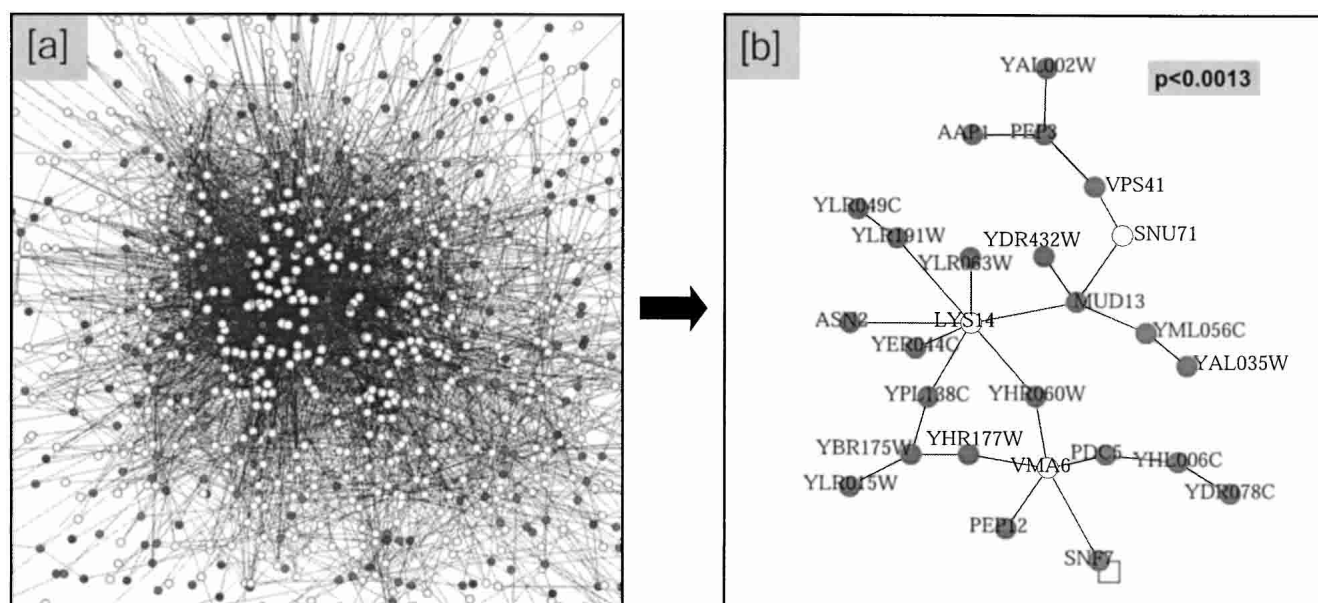 [a]
[b]
YAL002W
p<0.0013
AAP1
PEP3
VPS41
YLR049C
YLR191W
YDR432W
SNU71
YLR063W
MUD13
ASN2
LYS14
YER044C
YML056C
YAL035W
YPL138C
YHR060W
YBR175W
YHR177W
VMA6
PDC5
YHL006C
YLR015W
YDR078C
PEP12
SNF7